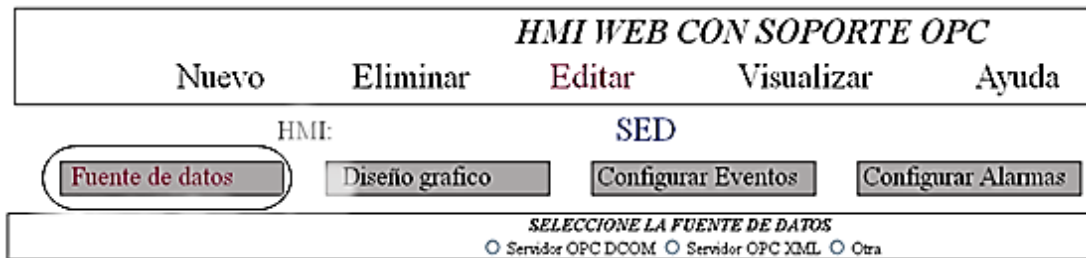 HMI WEB CON SOPORTE OPC
Nuevo Eliminar Editar Visualizar Ayuda
HMI: SED
Fuente de datos Diseño grafico Configurar Eventos Configurar Alarmas
SELECCIONE LA FUENTE DE DATOS
Servidor OPC DCOM Servidor OPC XML Otra